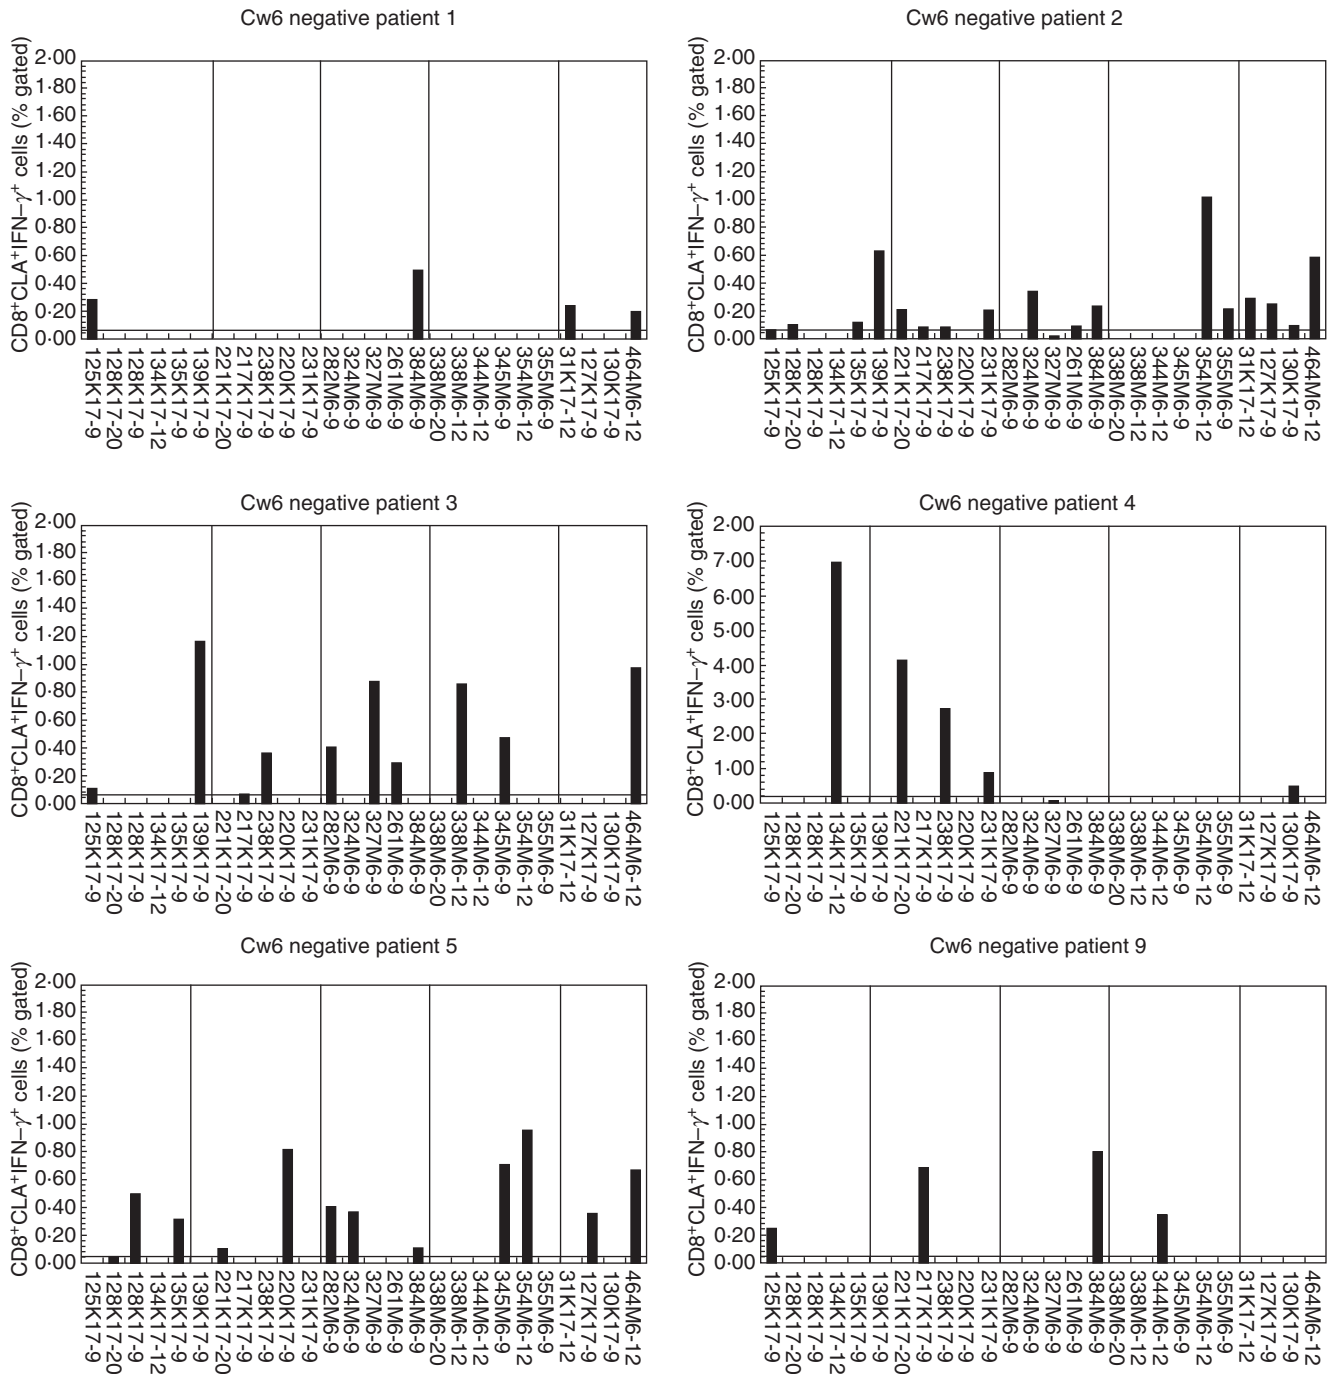 Cw6 negative patient 1
CD8⁺CLA⁺IFN–γ⁺ cells (% gated)
2·00
1·80
1·60
1·40
1·20
1·00
0·80
0·60
0·40
0·20
0·00
125K17-9
128K17-20
128K17-9
134K17-12
135K17-9
139K17-9
221K17-20
217K17-9
238K17-9
220K17-9
231K17-9
282M6-9
324M6-9
327M6-9
261M6-9
384M6-9
338M6-20
338M6-12
344M6-12
345M6-9
354M6-12
355M6-9
31K17-12
127K17-9
130K17-9
464M6-12
Cw6 negative patient 2
CD8⁺CLA⁺IFN–γ⁺ cells (% gated)
2·00
1·80
1·60
1·40
1·20
1·00
0·80
0·60
0·40
0·20
0·00
125K17-9
128K17-20
128K17-9
134K17-12
135K17-9
139K17-9
221K17-20
217K17-9
238K17-9
220K17-9
231K17-9
282M6-9
324M6-9
327M6-9
261M6-9
384M6-9
338M6-20
338M6-12
344M6-12
345M6-9
354M6-12
355M6-9
31K17-12
127K17-9
130K17-9
464M6-12
Cw6 negative patient 3
CD8⁺CLA⁺IFN–γ⁺ cells (% gated)
2·00
1·80
1·60
1·40
1·20
1·00
0·80
0·60
0·40
0·20
0·00
125K17-9
128K17-20
128K17-9
134K17-12
135K17-9
139K17-9
221K17-20
217K17-9
238K17-9
220K17-9
231K17-9
282M6-9
324M6-9
327M6-9
261M6-9
338M6-20
338M6-12
344M6-12
345M6-9
354M6-12
355M6-9
31K17-12
127K17-9
130K17-9
464M6-12
Cw6 negative patient 4
CD8⁺CLA⁺IFN–γ⁺ cells (% gated)
2·00
7·00
6·00
5·00
4·00
3·00
2·00
1·00
0·00
125K17-9
128K17-20
128K17-9
134K17-12
135K17-9
139K17-9
221K17-20
217K17-9
238K17-9
220K17-9
231K17-9
282M6-9
324M6-9
327M6-9
261M6-9
384M6-9
338M6-20
338M6-12
344M6-12
345M6-9
354M6-12
355M6-9
31K17-12
127K17-9
130K17-9
464M6-12
Cw6 negative patient 5
CD8⁺CLA⁺IFN–γ⁺ cells (% gated)
2·00
1·80
1·60
1·40
1·20
1·00
0·80
0·60
0·40
0·20
0·00
125K17-9
128K17-20
128K17-9
134K17-12
135K17-9
139K17-9
221K17-20
217K17-9
238K17-9
220K17-9
231K17-9
282M6-9
324M6-9
327M6-9
261M6-9
384M6-9
338M6-20
338M6-12
344M6-12
345M6-9
354M6-12
355M6-9
31K17-12
127K17-9
130K17-9
464M6-12
Cw6 negative patient 9
CD8⁺CLA⁺IFN–γ⁺ cells (% gated)
2·00
1·80
1·60
1·40
1·20
1·00
0·80
0·60
0·40
0·20
0·00
125K17-9
128K17-20
128K17-9
134K17-12
135K17-9
139K17-9
221K17-20
217K17-9
238K17-9
220K17-9
231K17-9
282M6-9
324M6-9
327M6-9
261M6-9
384M6-9
338M6-20
338M6-12
344M6-12
345M6-9
354M6-12
355M6-9
31K17-12
127K17-9
130K17-9
464M6-12